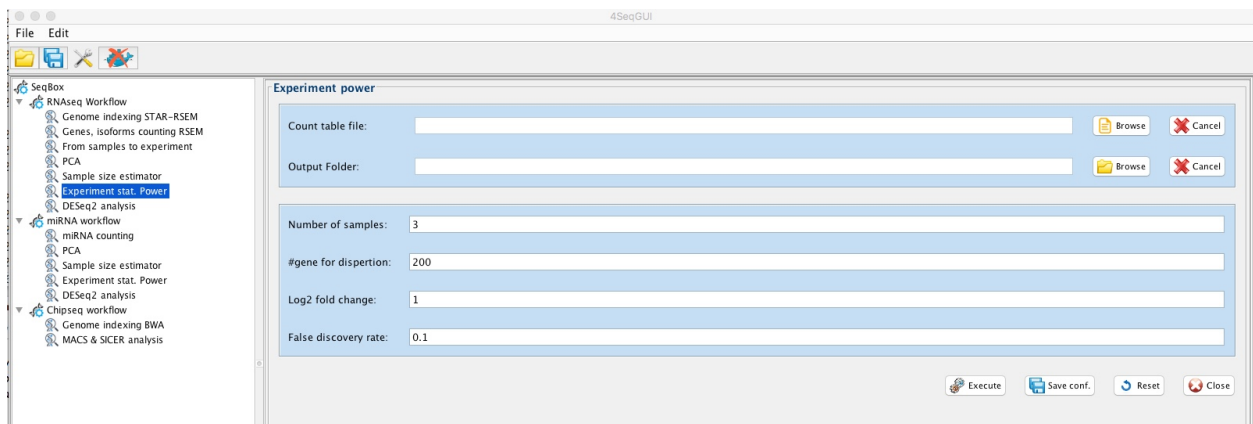 4SeqGUI
File Edit
SeqBox
RNAseq Workflow
Genome indexing STAR-RSEM
Genes, isoforms counting RSEM
From samples to experiment
PCA
Sample size estimator
Experiment stat. Power
DESeq2 analysis
miRNA workflow
miRNA counting
PCA
Sample size estimator
Experiment stat. Power
DESeq2 analysis
Chipseq workflow
Genome indexing BWA
MACS & SICER analysis
Experiment power
Count table file: Browse Cancel
Output Folder: Browse Cancel
Number of samples: 3
#gene for dispertion: 200
Log2 fold change: 1
False discovery rate: 0.1
Execute Save conf. Reset Close